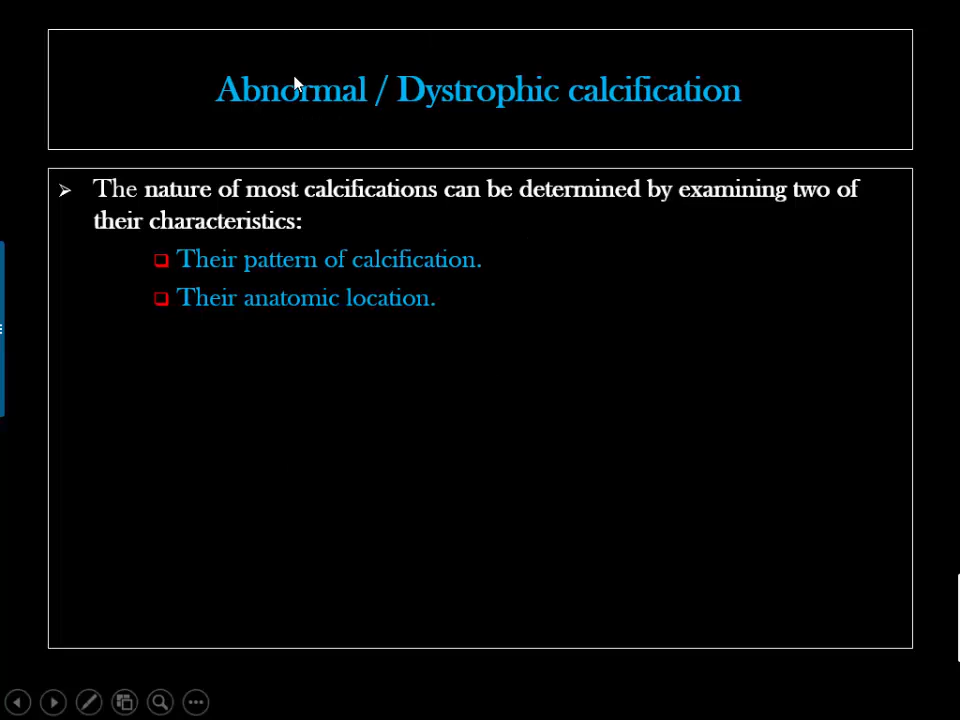 Abnormal / Dystrophic calcification
The nature of most calcifications can be determined by examining two of
their characteristics:
Their pattern of calcification.
Their anatomic location.